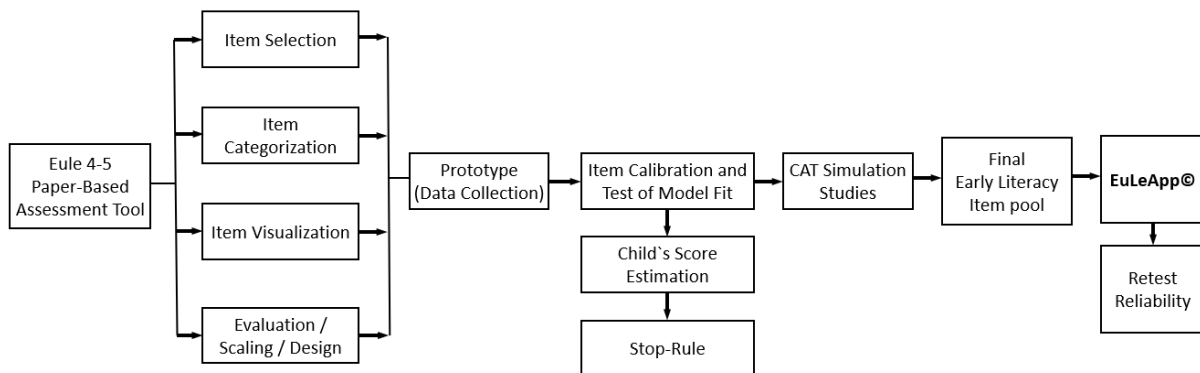 Eule 4-5
Paper-Based
Assessment Tool
Item Selection
Item
Categorization
Item Visualization
Evaluation /
Scaling / Design
Prototype
(Data Collection)
Item Calibration and
Test of Model Fit
Child`s Score
Estimation
Stop-Rule
CAT Simulation
Studies
Final
Early Literacy
Item pool
EuLeApp©
Retest
Reliability